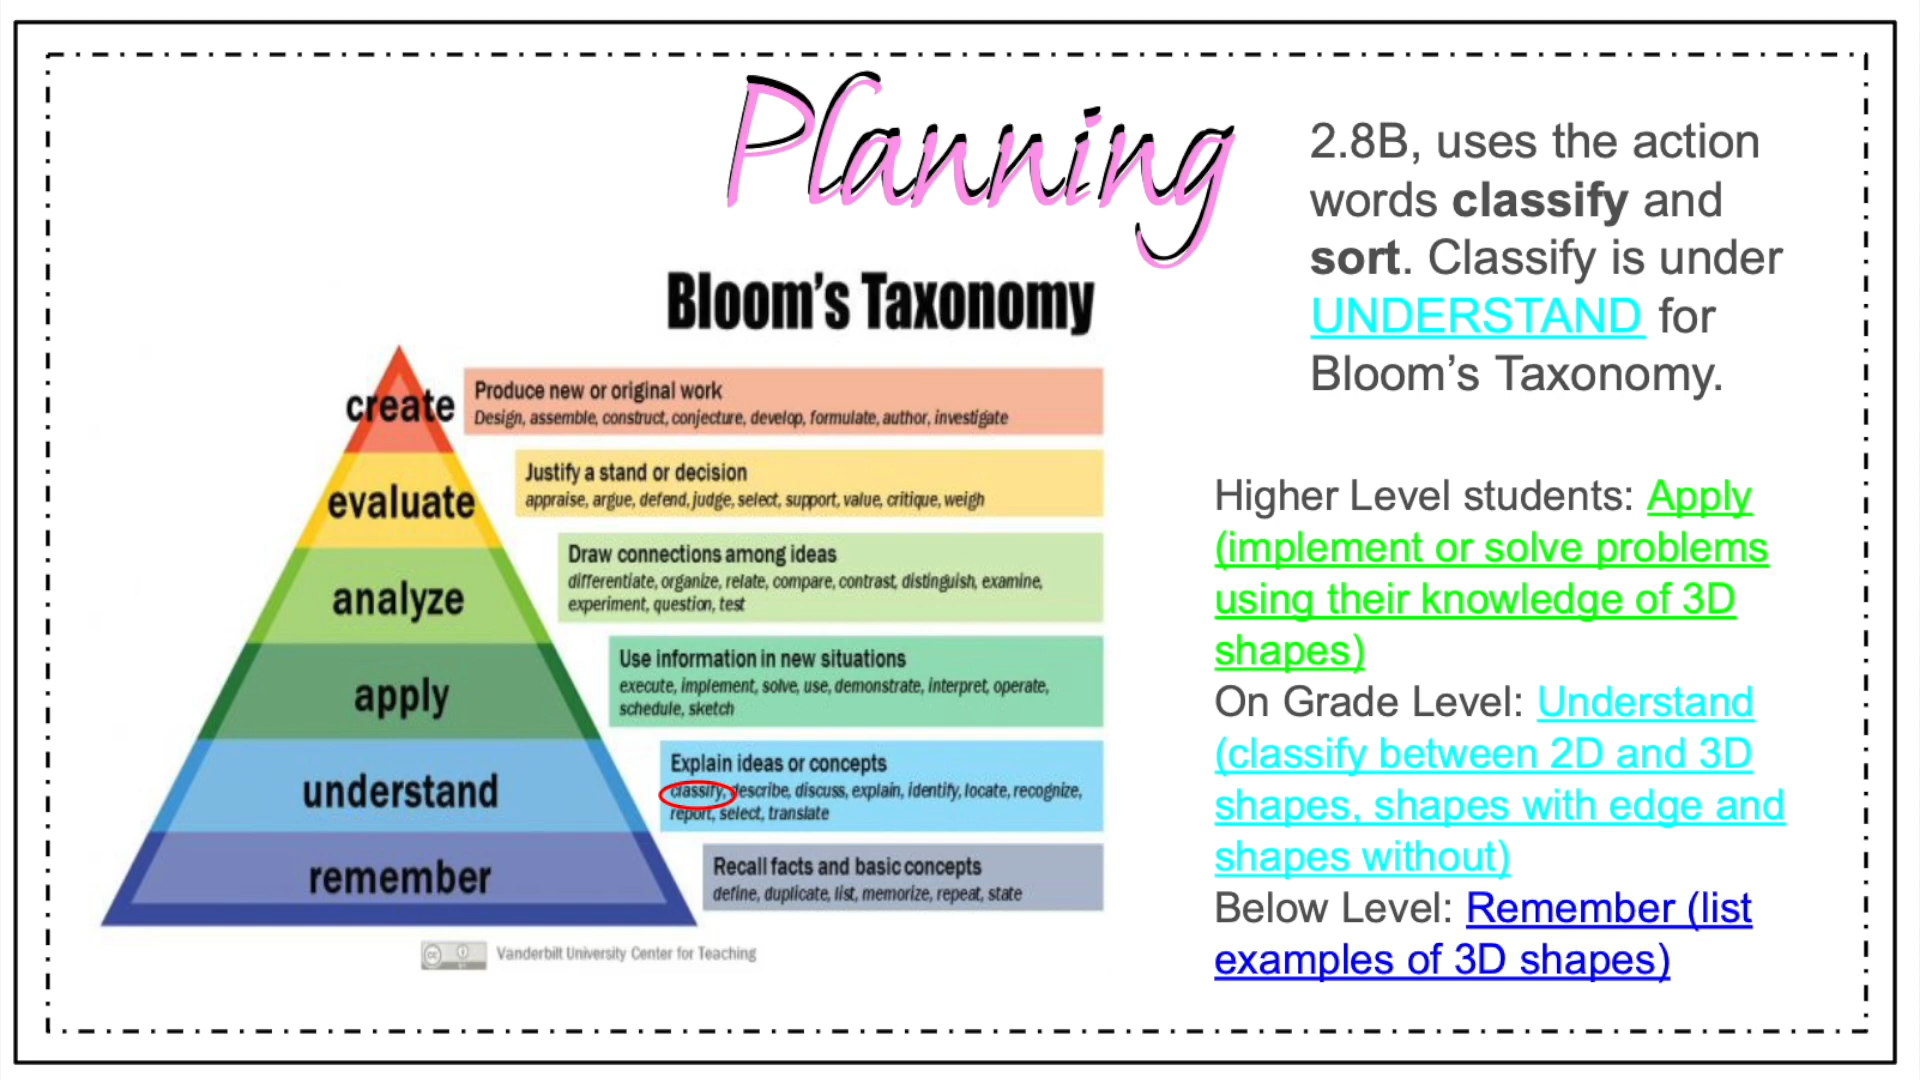 Planning
2.8B, uses the action
words classify and
sort. Classify is under
UNDERSTAND for
Bloom’s Taxonomy.
Bloom’s Taxonomy
create
Produce new or original work
Design, assemble, construct, conjecture, develop, formulate, author, investigate
evaluate
Justify a stand or decision
appraise, argue, defend, judge, select, support, value, critique, weigh
analyze
Draw connections among ideas
differentiate, organize, relate, compare, contrast, distinguish, examine,
experiment, question, test
apply
Use information in new situations
execute, implement, solve, use, demonstrate, interpret, operate,
schedule, sketch
understand
Explain ideas or concepts
classify, describe, discuss, explain, identify, locate, recognize,
report, select, translate
remember
Recall facts and basic concepts
define, duplicate, list, memorize, repeat, state
cc
Vanderbilt University Center for Teaching
Higher Level students: Apply
(implement or solve problems
using their knowledge of 3D
shapes)
On Grade Level: Understand
(classify between 2D and 3D
shapes, shapes with edge and
shapes without)
Below Level: Remember (list
examples of 3D shapes)